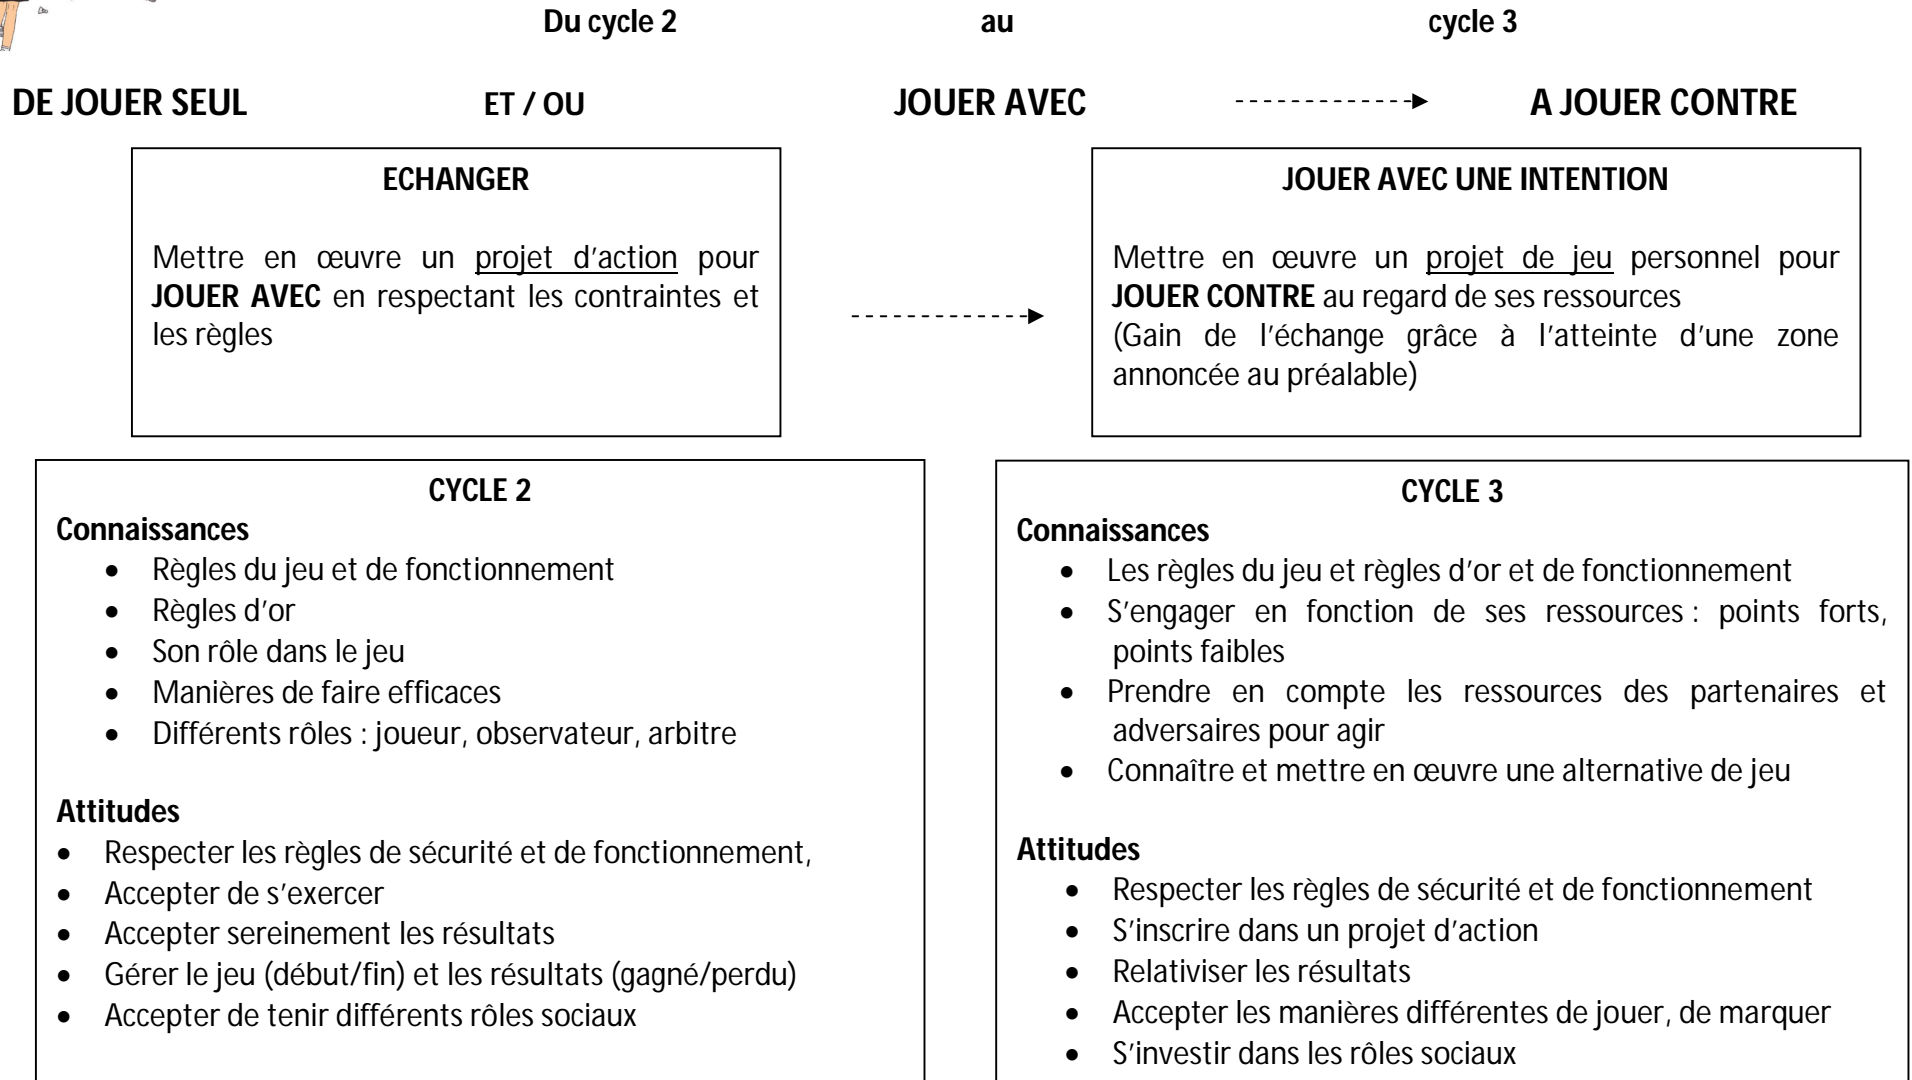 Du cycle 2 au cycle 3
DE JOUER SEUL ET / OU JOUER AVEC A JOUER CONTRE
ECHANGER
Mettre en œuvre un projet d’action pour
JOUER AVEC en respectant les contraintes et
les règles
JOUER AVEC UNE INTENTION
Mettre en œuvre un projet de jeu personnel pour
JOUER CONTRE au regard de ses ressources
(Gain de l’échange grâce à l’atteinte d’une zone
annoncée au préalable)
CYCLE 2
Connaissances
• Règles du jeu et de fonctionnement
• Règles d’or
• Son rôle dans le jeu
• Manières de faire efficaces
• Différents rôles : joueur, observateur, arbitre
Attitudes
• Respecter les règles de sécurité et de fonctionnement,
• Accepter de s’exercer
• Accepter sereinement les résultats
• Gérer le jeu (début/fin) et les résultats (gagné/perdu)
• Accepter de tenir différents rôles sociaux
CYCLE 3
Connaissances
• Les règles du jeu et règles d’or et de fonctionnement
• S’engager en fonction de ses ressources : points forts,
points faibles
• Prendre en compte les ressources des partenaires et
adversaires pour agir
• Connaître et mettre en œuvre une alternative de jeu
Attitudes
• Respecter les règles de sécurité et de fonctionnement
• S’inscrire dans un projet d’action
• Relativiser les résultats
• Accepter les manières différentes de jouer, de marquer
• S’investir dans les rôles sociaux